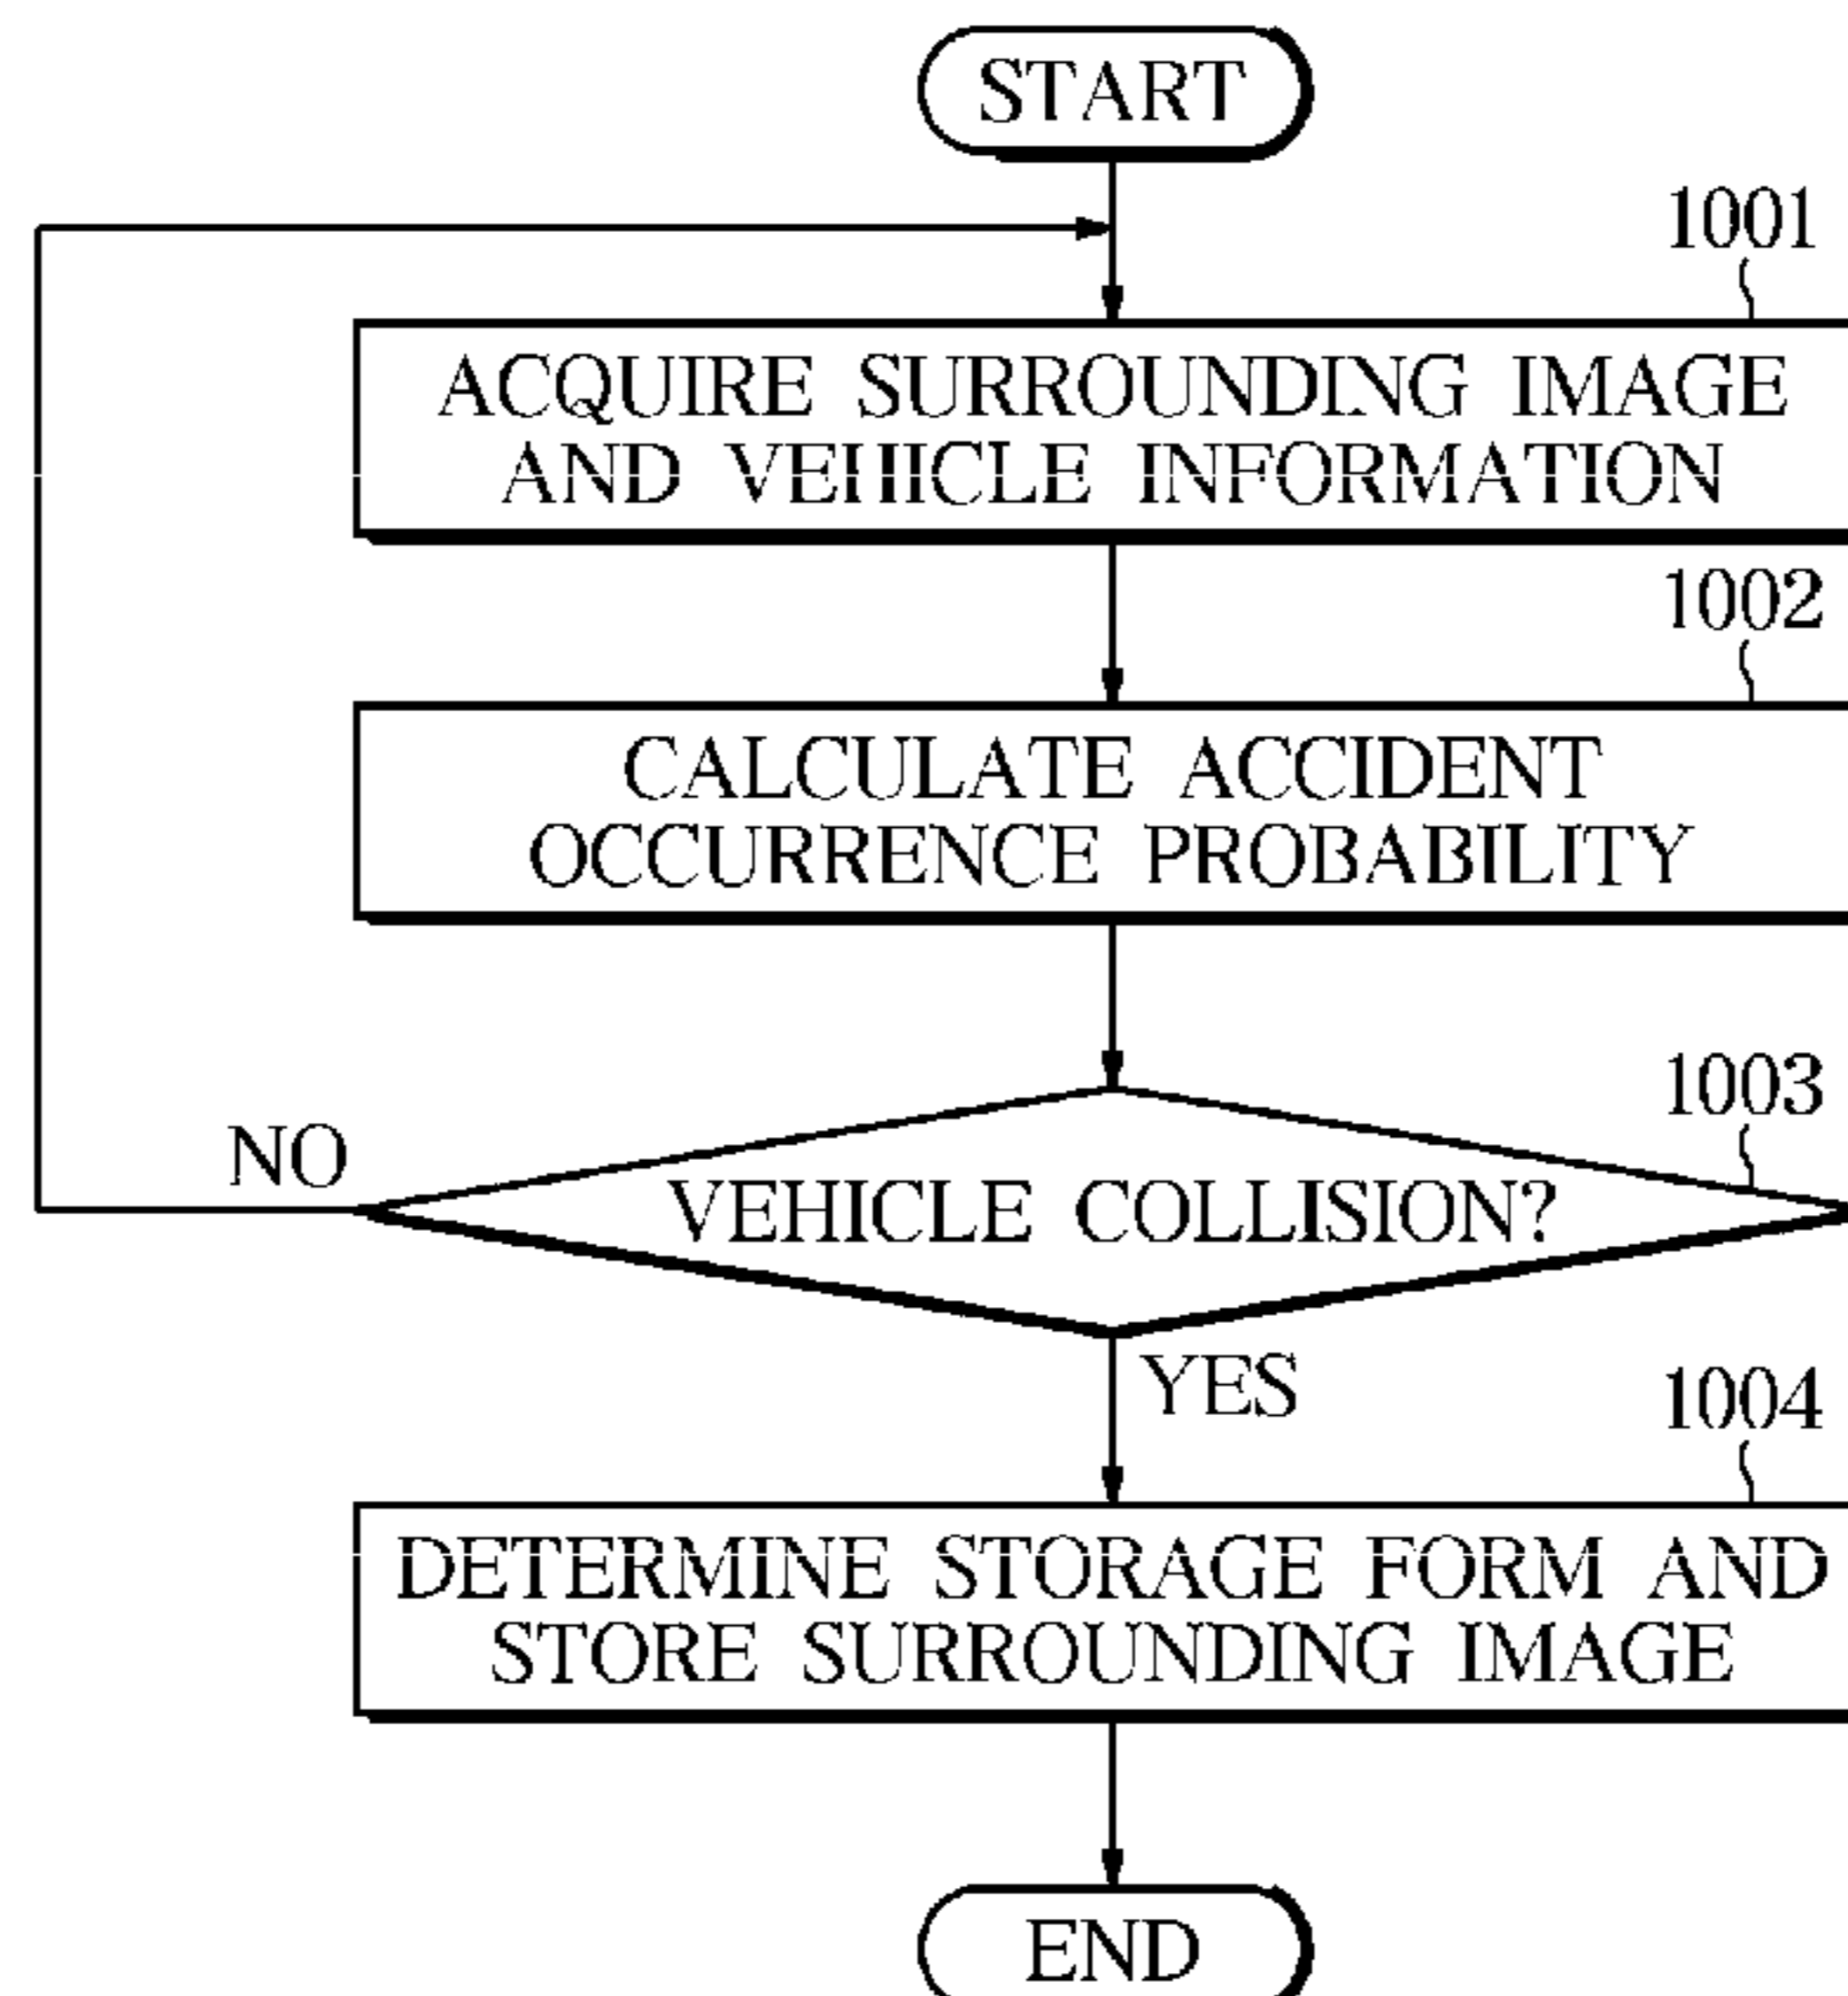 START
1001
ACQUIRE SURROUNDING IMAGE
AND VEHICLE INFORMATION
1002
CALCULATE ACCIDENT
OCCURRENCE PROBABILITY
1003
NO
VEHICLE COLLISION?
YES
1004
DETERMINE STORAGE FORM AND
STORE SURROUNDING IMAGE
END